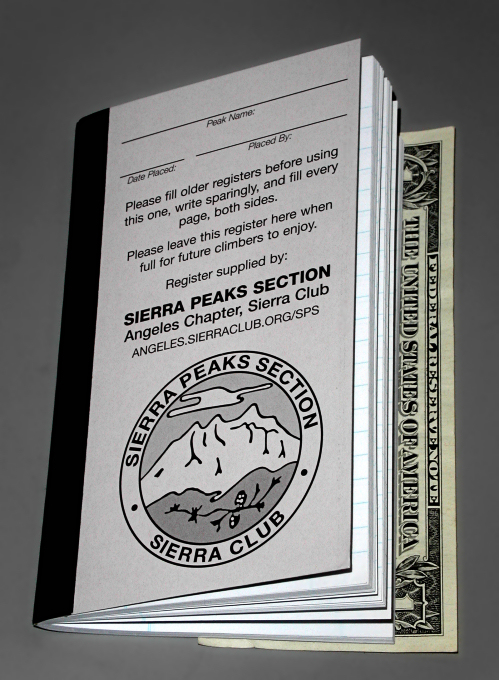 Peak Name:
Date Placed:
Placed By:
Please fill older registers before using
this one, write sparingly, and fill every
page, both sides.
Please leave this register here when
full for future climbers to enjoy.
Register supplied by:
SIERRA PEAKS SECTION
Angeles Chapter, Sierra Club
ANGELES.SIERRACLUB.ORG/SPS
SIERRA PEAKS SECTION
SIERRA CLUB
FEDERAL RESERVE NOTE
THE UNITED STATES OF AMERICA